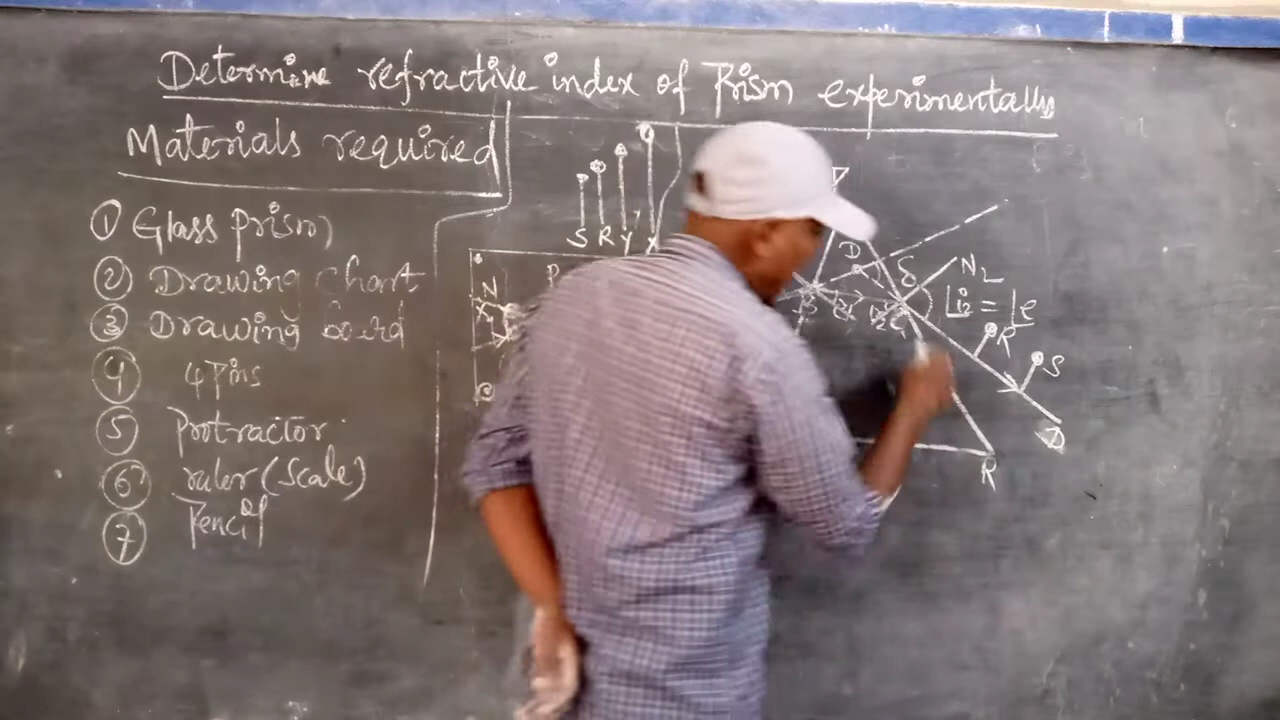 Determine refractive index of Prism experimentally
Materials required
① Glass prism
② Drawing chart
③ Drawing board
④ 4 Pins
⑤ protractor
⑥ ruler (Scale)
⑦ Pencil
S R Y X
P
N
D δ N₂
∠i₂ = ∠e
R
S
D
R